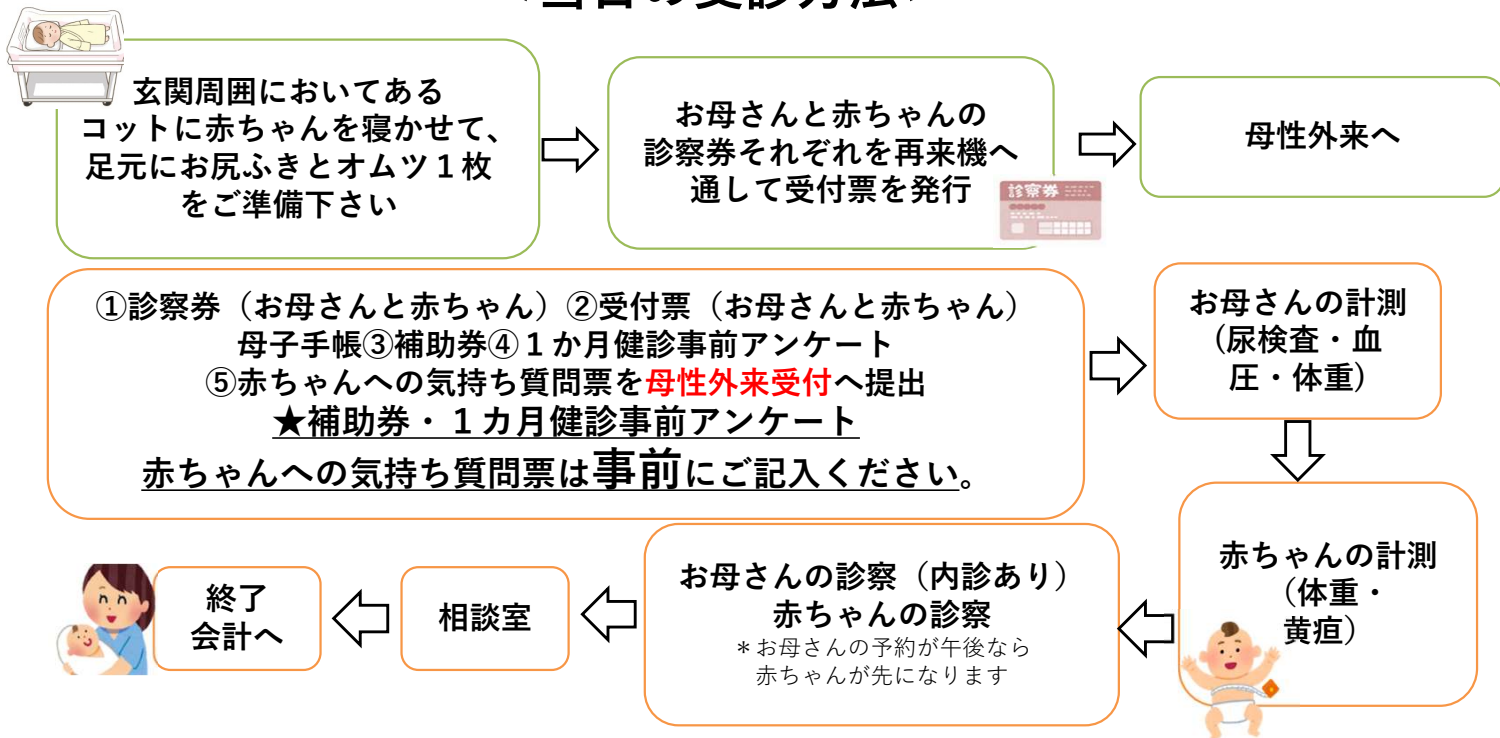 <当日の受診方法>
玄関周囲においてある
コットに赤ちゃんを寝かせて、
足元にお尻ふきとオムツ１枚
をご準備下さい
お母さんと赤ちゃんの
診察券それぞれを再来機へ
通して受付票を発行
診察券
母性外来へ
①診察券（お母さんと赤ちゃん）②受付票（お母さんと赤ちゃん）
母子手帳③補助券④１か月健診事前アンケート
⑤赤ちゃんへの気持ち質問票を母性外来受付へ提出
★補助券・１カ月健診事前アンケート
赤ちゃんへの気持ち質問票は事前にご記入ください。
お母さんの計測
（尿検査・血
圧・体重）
赤ちゃんの計測
（体重・
黄疸）
お母さんの診察（内診あり）
赤ちゃんの診察
＊お母さんの予約が午後なら
赤ちゃんが先になります
相談室
終了
会計へ